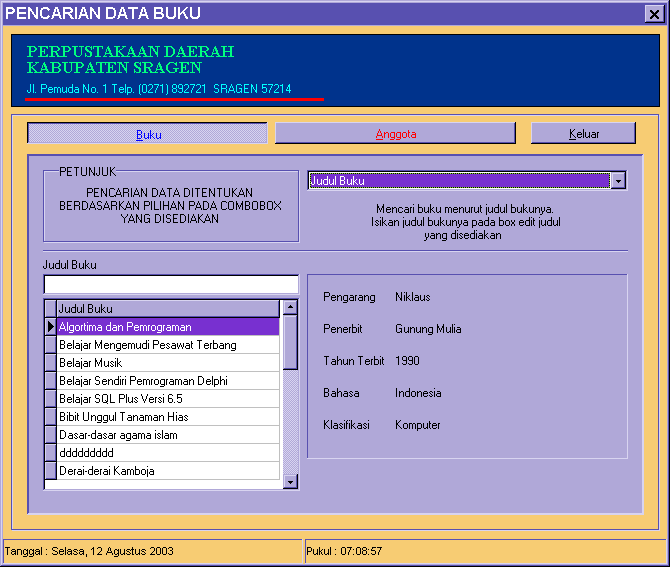 PENCARIAN DATA BUKU
PERPUSTAKAAN DAERAH
KABUPATEN SRAGEN
Jl. Pemuda No. 1 Telp. (0271) 892721  SRAGEN 57214
Buku
Anggota
Keluar
PETUNJUK
PENCARIAN DATA DITENTUKAN
BERDASARKAN PILIHAN PADA COMBOBOX
YANG DISEDIAKAN
Judul Buku
Mencari buku menurut judul bukunya.
Isikan judul bukunya pada box edit judul
yang disediakan
Judul Buku
Judul Buku
Algortima dan Pemrograman
Belajar Mengemudi Pesawat Terbang
Belajar Musik
Belajar Sendiri Pemrograman Delphi
Belajar SQL Plus Versi 6.5
Bibit Unggul Tanaman Hias
Dasar-dasar agama islam
ddddddddd
Derai-derai Kamboja
Pengarang Niklaus
Penerbit Gunung Mulia
Tahun Terbit 1990
Bahasa Indonesia
Klasifikasi Komputer
Tanggal : Selasa, 12 Agustus 2003
Pukul : 07:08:57